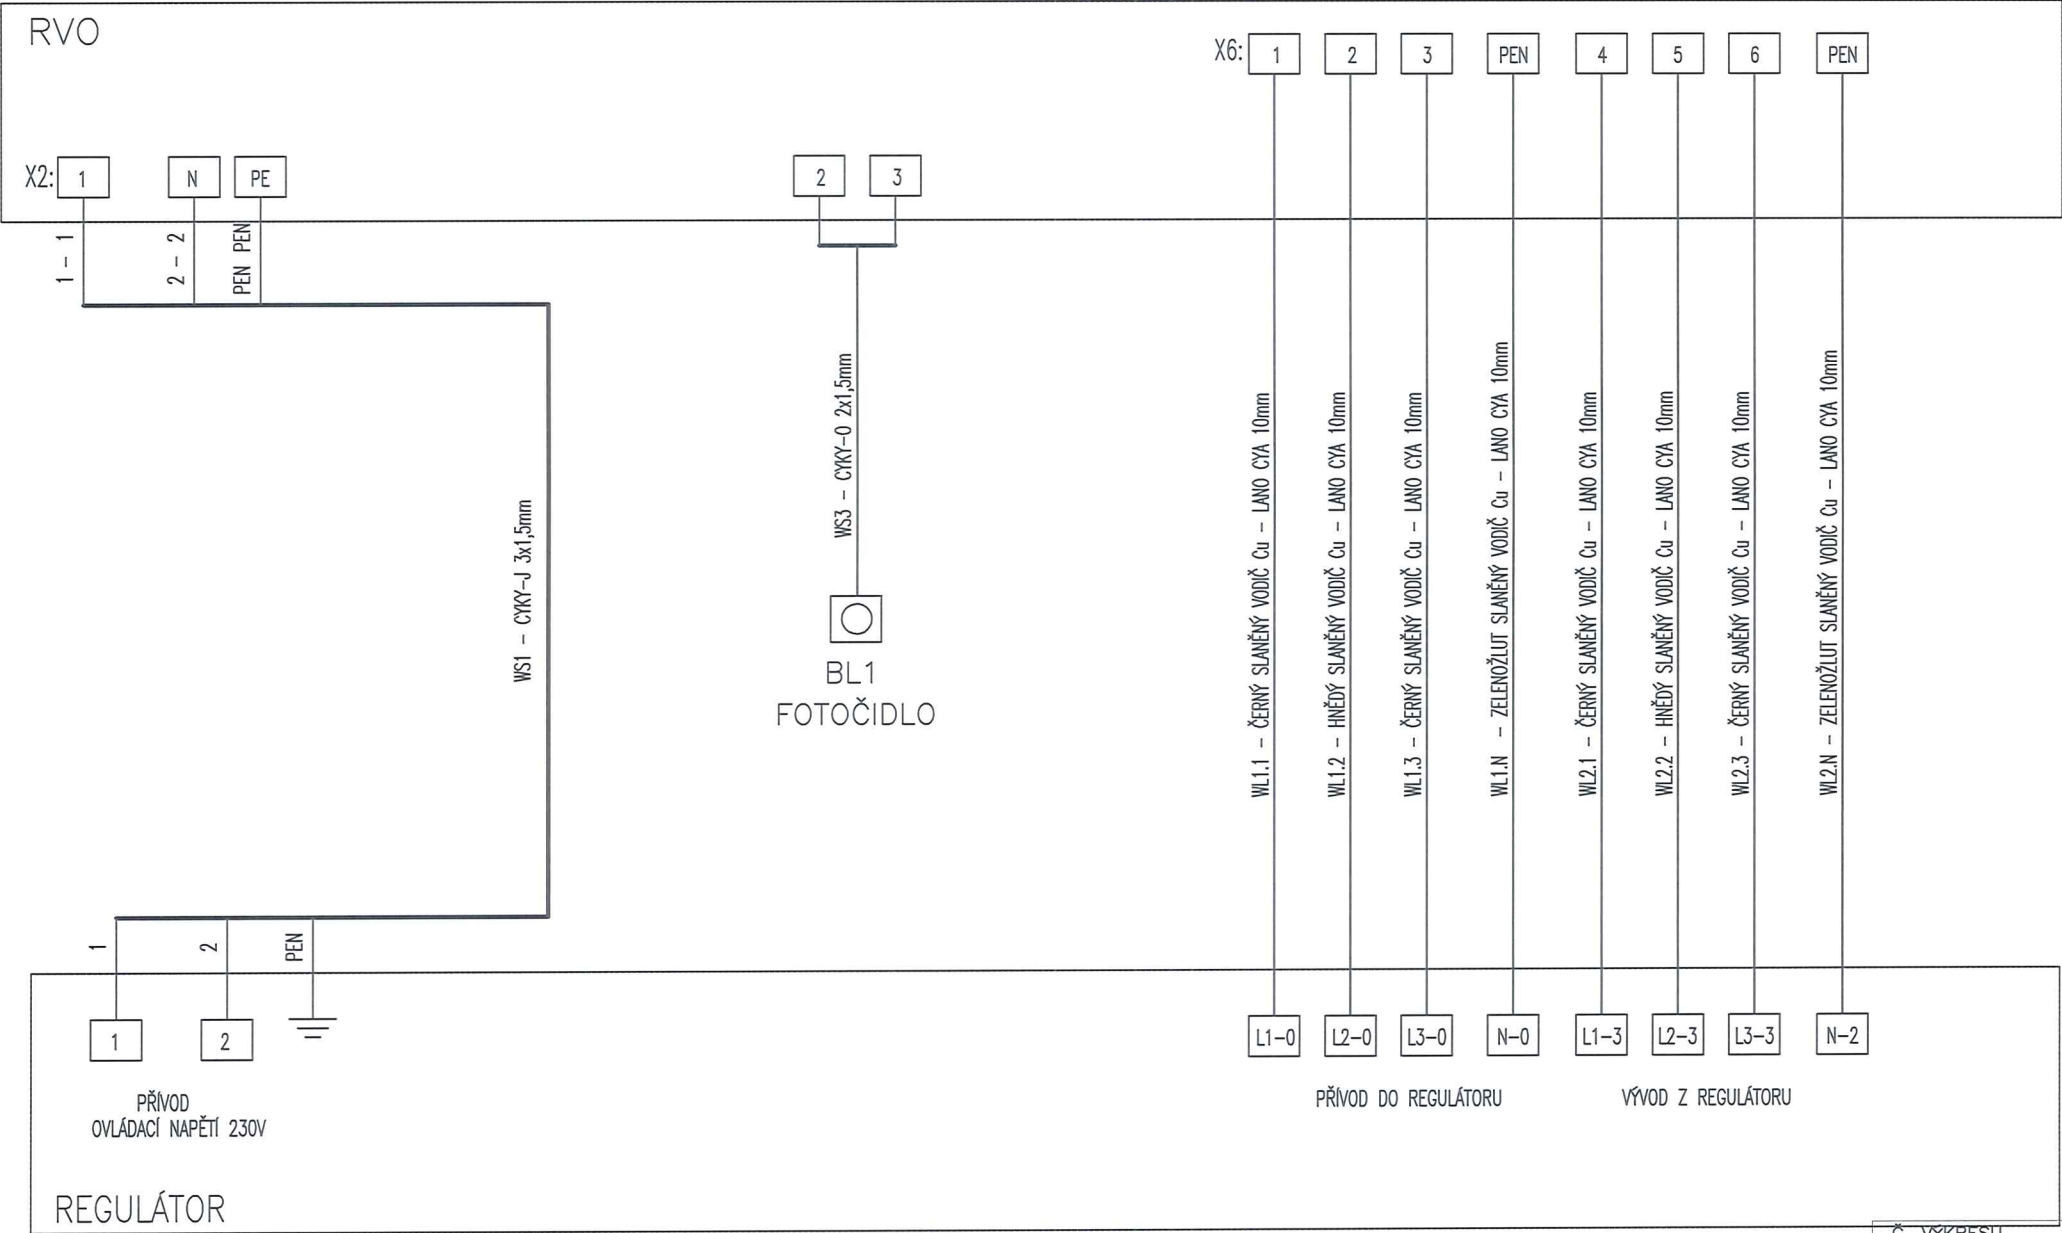 RVO
X6: 1 2 3 PEN 4 5 6 PEN
X2: 1 N PE 2 3
1 - 1
2 - 2
PEN PEN
WS1 - CYKY-J 3x1,5mm
WS3 - CYKY-O 2x1,5mm
BL1
FOTOČIDLO
WL1.1 - ČERNÝ SLANĚNÝ VODIČ Cu - LANO CYA 10mm
WL1.2 - HNĚDÝ SLANĚNÝ VODIČ Cu - LANO CYA 10mm
WL1.3 - ČERNÝ SLANĚNÝ VODIČ Cu - LANO CYA 10mm
WL1.N - ZELENOŽLUT SLANĚNÝ VODIČ Cu - LANO CYA 10mm
WL2.1 - ČERNÝ SLANĚNÝ VODIČ Cu - LANO CYA 10mm
WL2.2 - HNĚDÝ SLANĚNÝ VODIČ Cu - LANO CYA 10mm
WL2.3 - ČERNÝ SLANĚNÝ VODIČ Cu - LANO CYA 10mm
WL2.N - ZELENOŽLUT SLANĚNÝ VODIČ Cu - LANO CYA 10mm
1
2
PEN
1 2 L1-0 L2-0 L3-0 N-0 L1-3 L2-3 L3-3 N-2
PŘÍVOD
OVLÁDACÍ NAPĚTÍ 230V
PŘÍVOD DO REGULÁTORU
VÝVOD Z REGULÁTORU
REGULÁTOR
Č. VÝKRESU